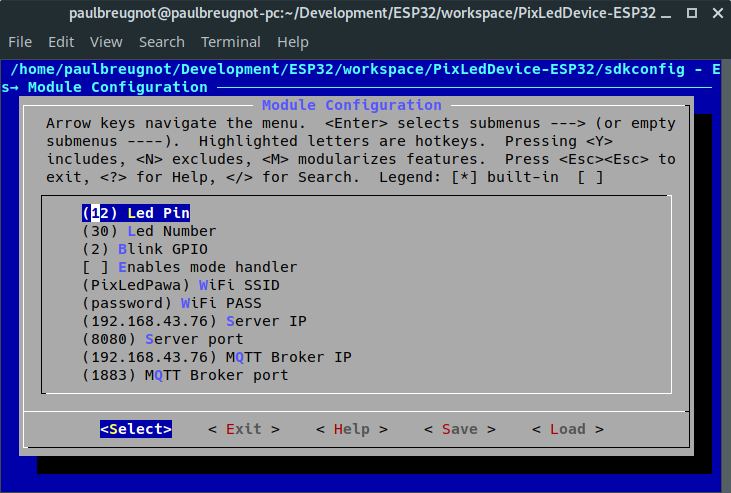 paulbreugnot@paulbreugnot-pc:~/Development/ESP32/workspace/PixLedDevice-ESP32
File Edit View Search Terminal Help
/home/paulbreugnot/Development/ESP32/workspace/PixLedDevice-ESP32/sdkconfig - E
s→ Module Configuration
Module Configuration
Arrow keys navigate the menu. <Enter> selects submenus ---> (or empty
submenus ----). Highlighted letters are hotkeys. Pressing <Y>
includes, <N> excludes, <M> modularizes features. Press <Esc><Esc> to
exit, <?> for Help, </> for Search. Legend: [*] built-in [ ]
(12) Led Pin
(30) Led Number
(2) Blink GPIO
[ ] Enables mode handler
(PixLedPawa) WiFi SSID
(password) WiFi PASS
(192.168.43.76) Server IP
(8080) Server port
(192.168.43.76) MQTT Broker IP
(1883) MQTT Broker port
<Select> < Exit > < Help > < Save > < Load >